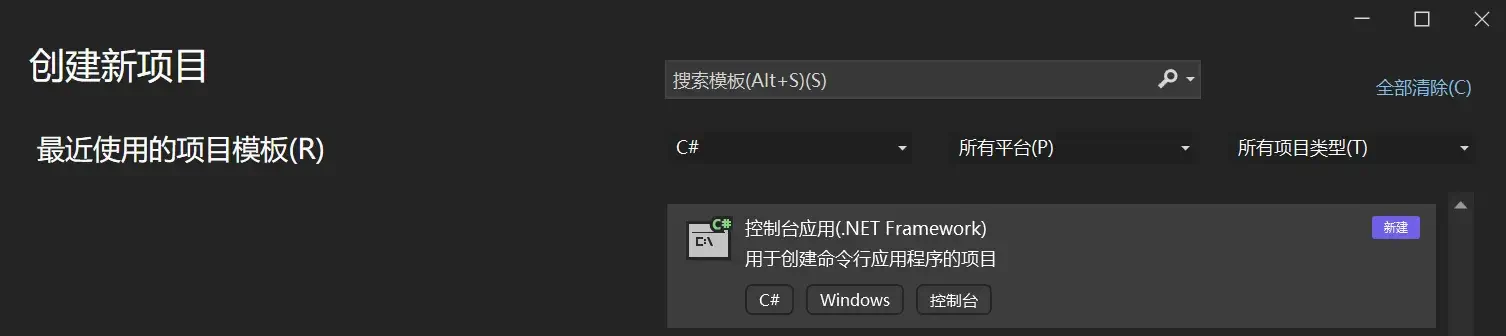 创建新项目
搜索模板(Alt+S)(S)
全部清除(C)
最近使用的项目模板(R)
C#
所有平台(P)
所有项目类型(T)
C#
C:\
控制台应用(.NET Framework)
新建
用于创建命令行应用程序的项目
C#
Windows
控制台